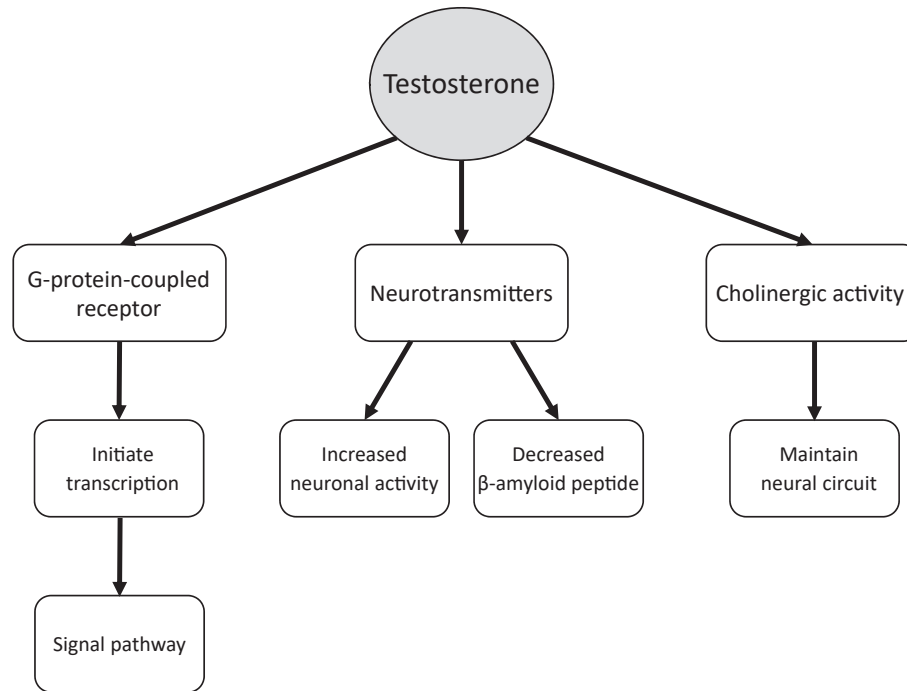 Testosterone
G-protein-coupled
receptor
Neurotransmitters
Cholinergic activity
Initiate
transcription
Increased
neuronal activity
Decreased
β-amyloid peptide
Maintain
neural circuit
Signal pathway